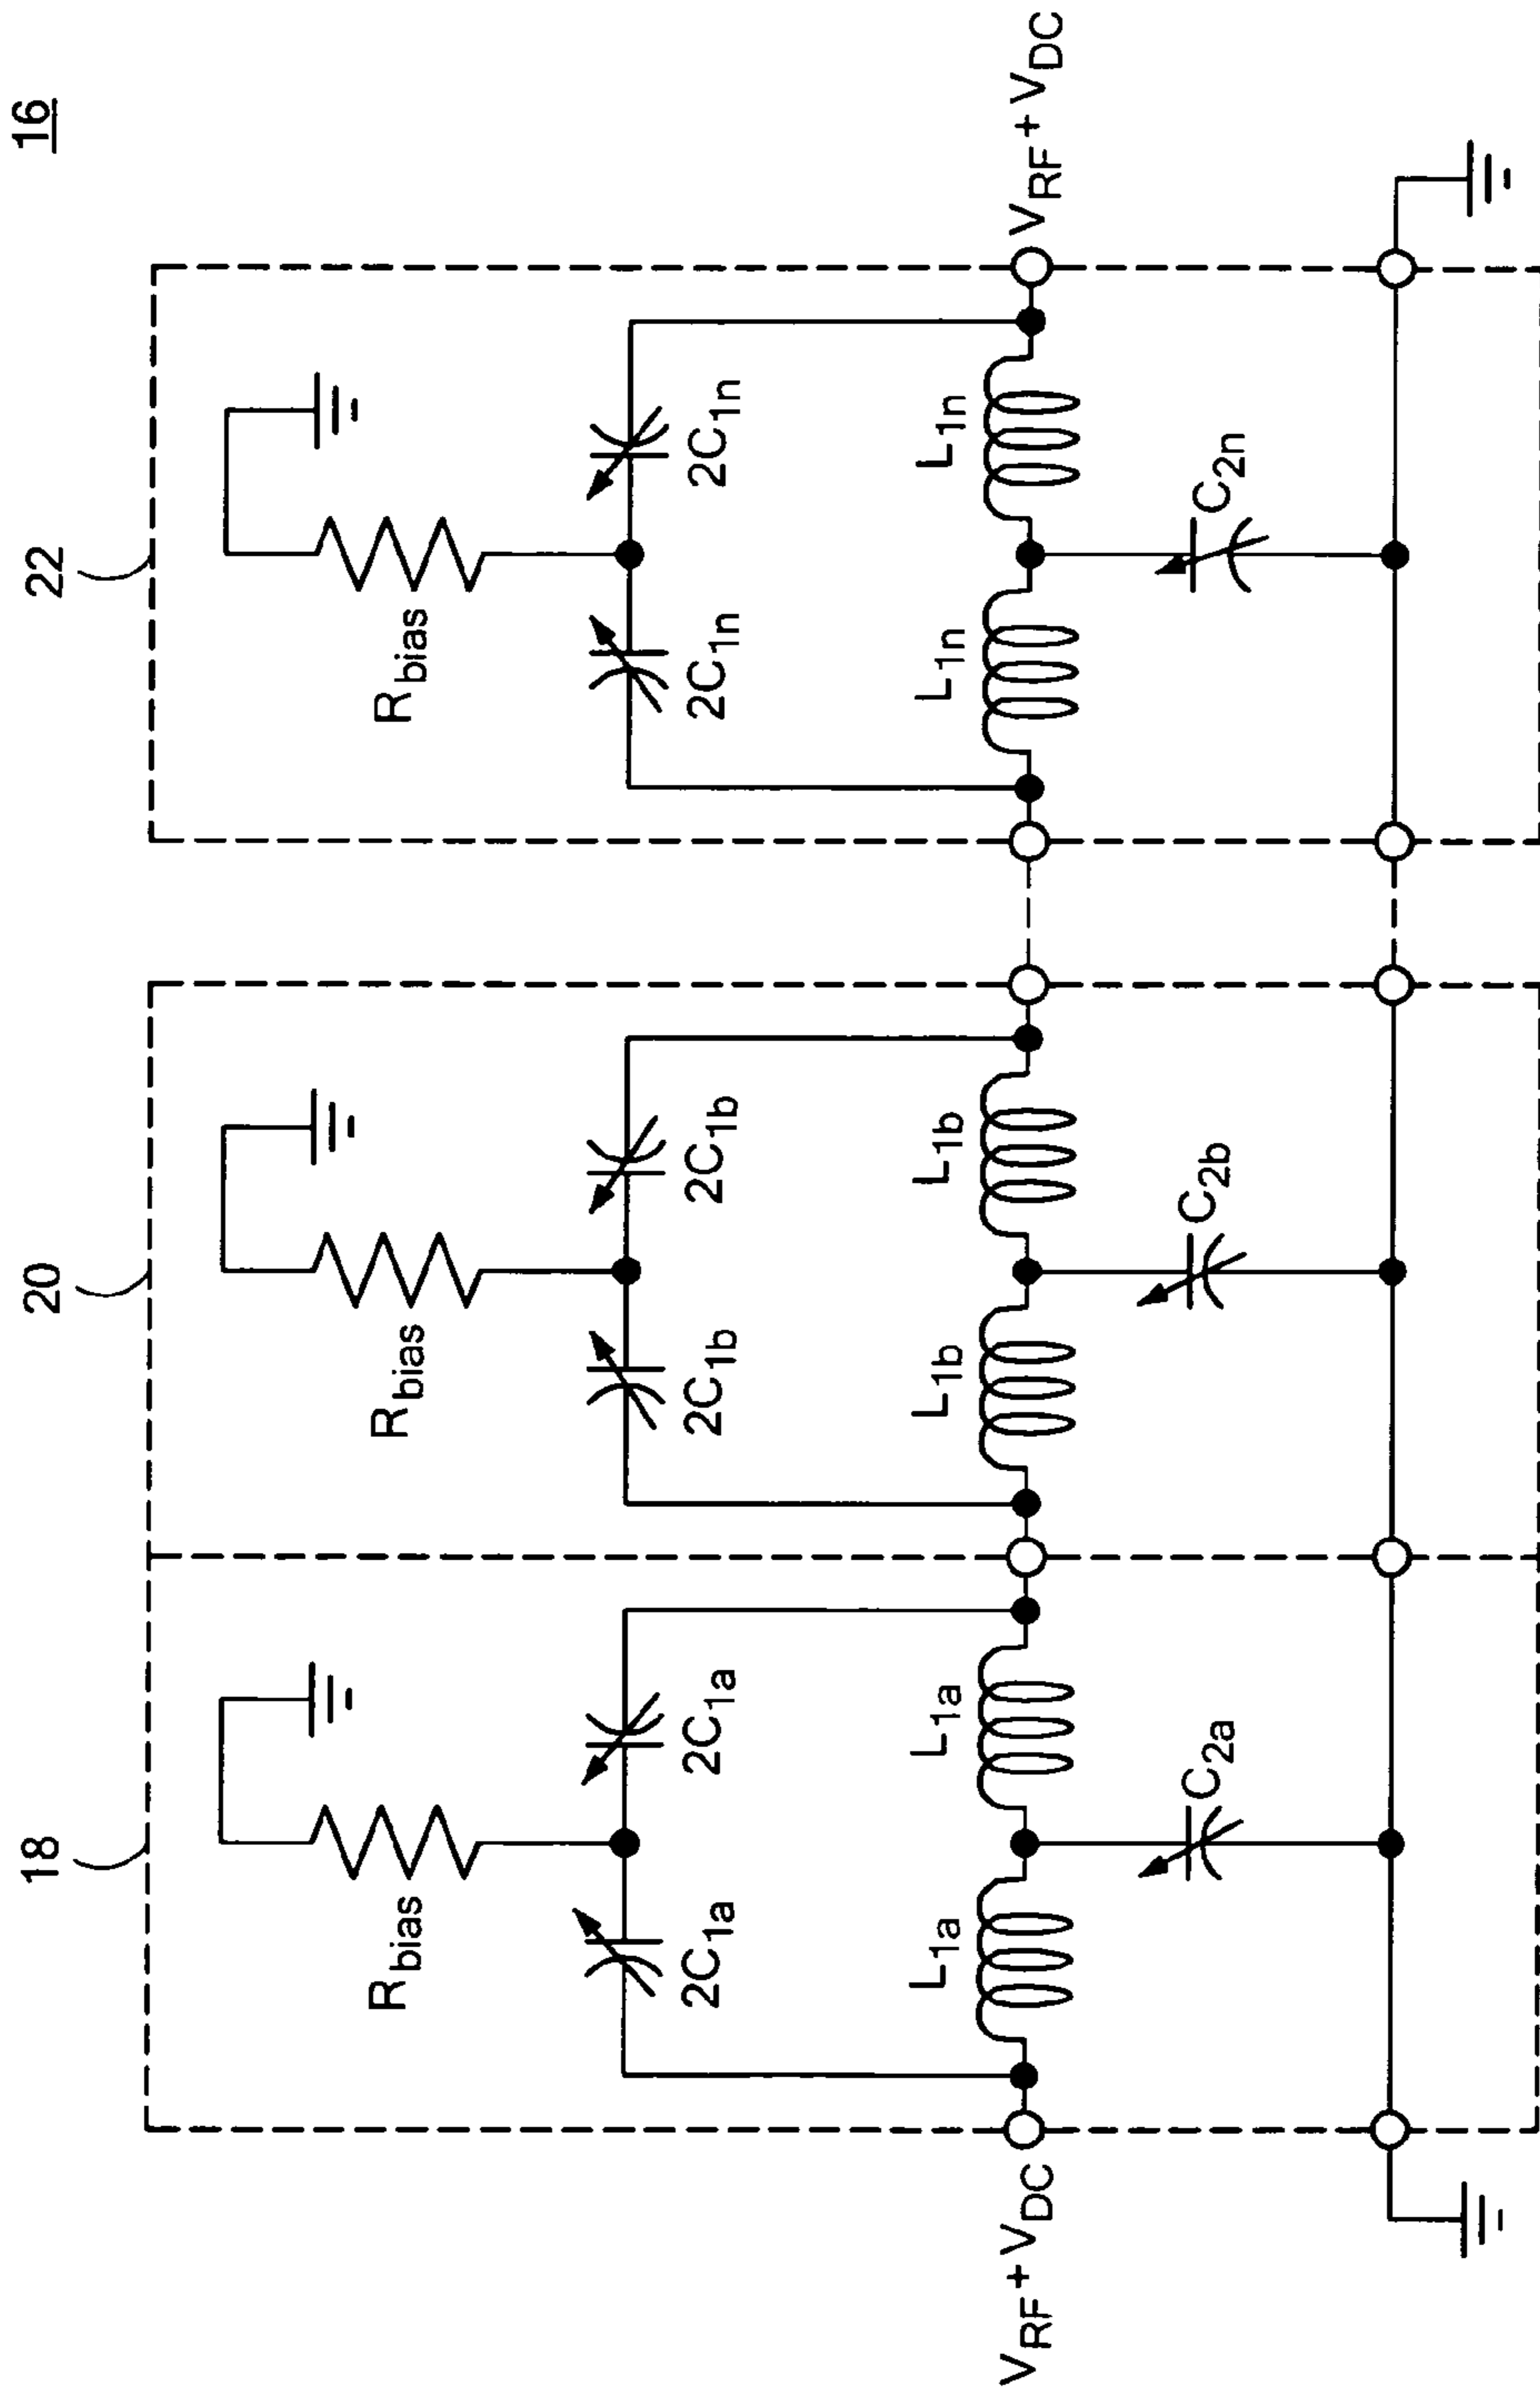 16
18
20
22
R_bias
R_bias
R_bias
2C_1a
2C_1a
2C_1b
2C_1b
2C_1n
2C_1n
L_1a
L_1a
L_1b
L_1b
L_1n
L_1n
V_RF + V_DC
V_RF + V_DC
C_2a
C_2b
C_2n